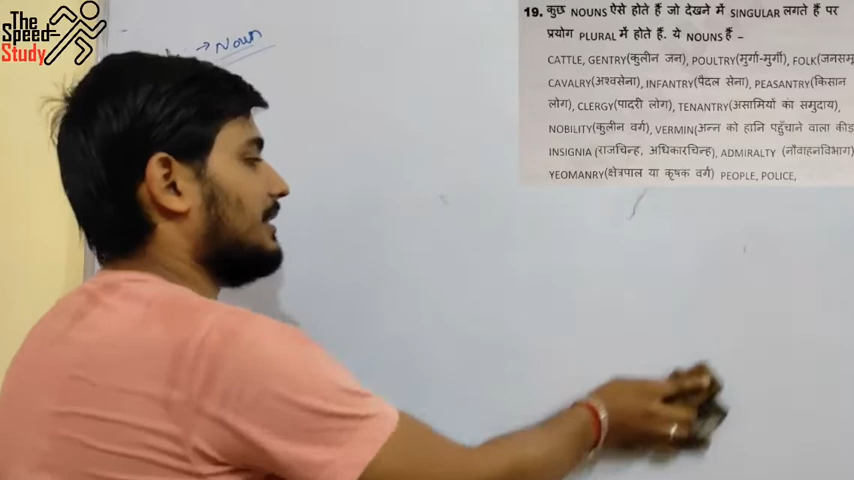 The
Speed
Study
→ Noun
19. कुछ NOUNS ऐसे होते हैं जो देखने में SINGULAR लगते हैं पर
प्रयोग PLURAL में होते हैं. ये NOUNS हैं -
CATTLE, GENTRY(कुलीन जन), POULTRY(मुर्गा-मुर्गी), FOLK(जनसमू
CAVALRY(अश्वसेना), INFANTRY(पैदल सेना), PEASANTRY(किसान
लोग), CLERGY(पादरी लोग), TENANTRY(असामियों का समुदाय),
NOBILITY(कुलीन वर्ग), VERMIN(अन्न को हानि पहुँचाने वाला कीड़
INSIGNIA (राजचिन्ह, अधिकारचिन्ह), ADMIRALTY (नौवाहनविभाग)
YEOMANRY(क्षेत्रपाल या कृषक वर्ग) PEOPLE, POLICE,